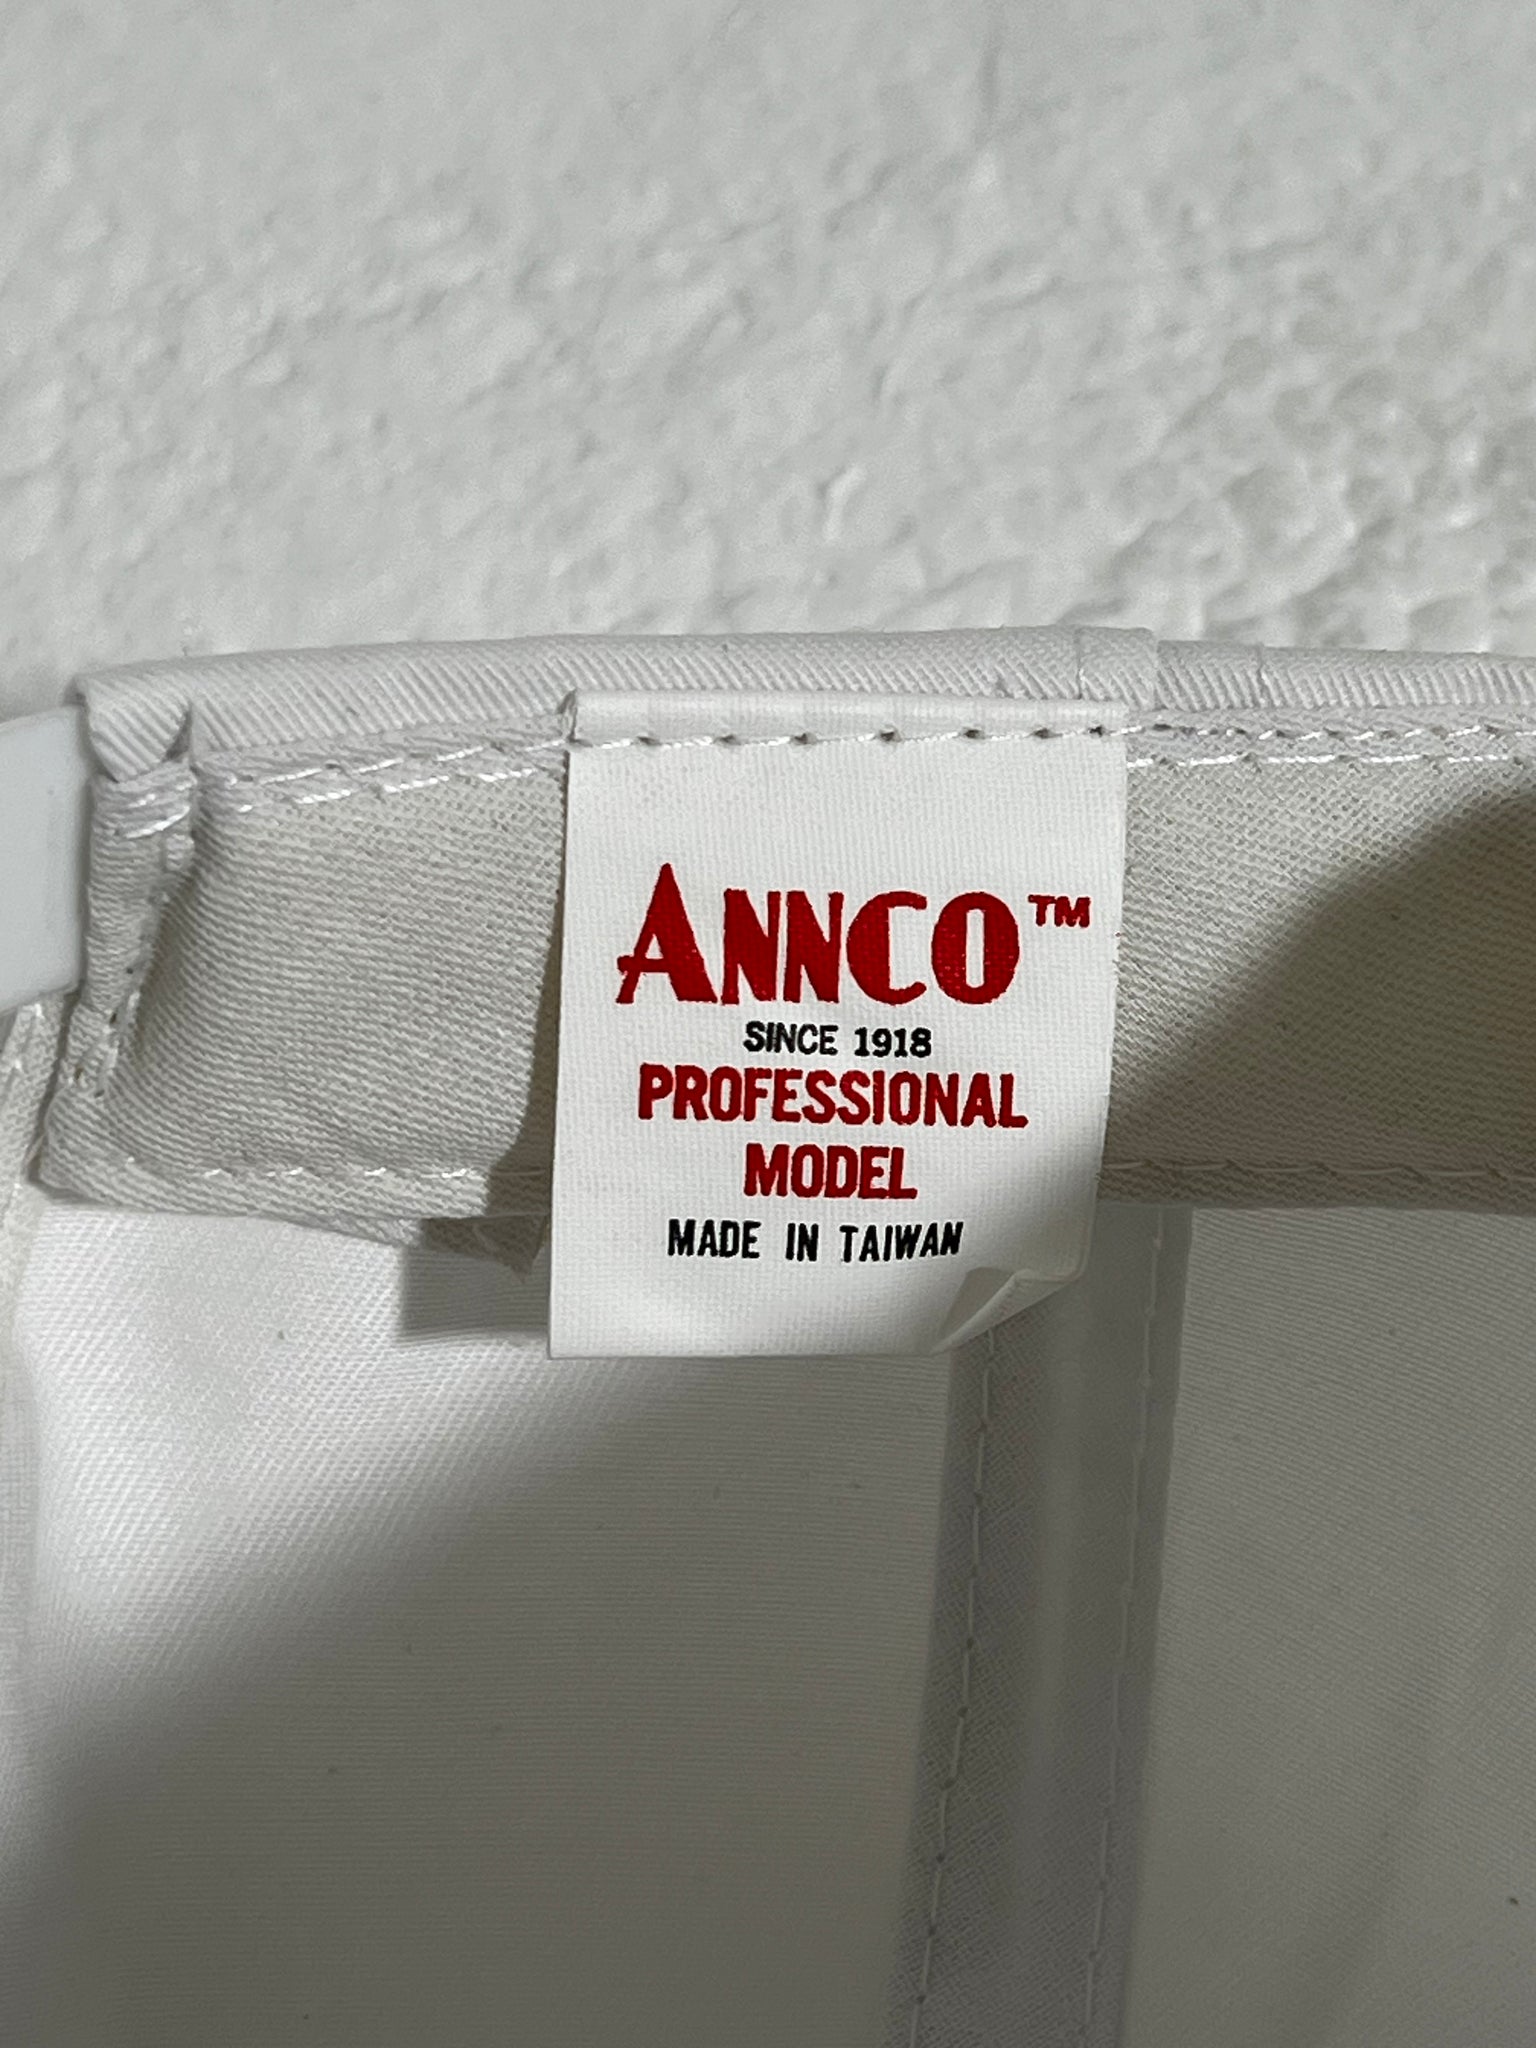 ANNCO™
SINCE 1918
PROFESSIONAL
MODEL
MADE IN TAIWAN